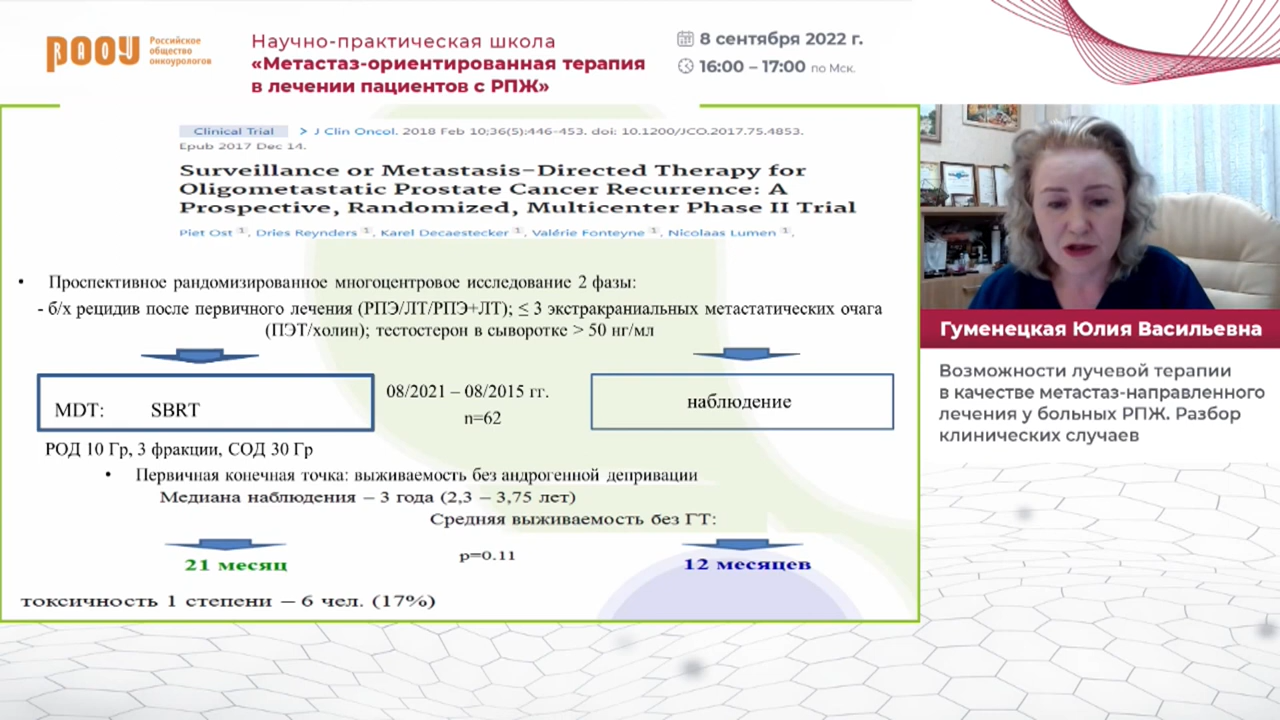 РАОУ
Российское
общество
онкоурологов
Научно-практическая школа
«Метастаз-ориентированная терапия
в лечении пациентов с РПЖ»
8 сентября 2022 г.
16:00 – 17:00 по Мск.
Clinical Trial > J Clin Oncol. 2018 Feb 10;36(5):446-453. doi: 10.1200/JCO.2017.75.4853.
Epub 2017 Dec 14.
Surveillance or Metastasis-Directed Therapy for
Oligometastatic Prostate Cancer Recurrence: A
Prospective, Randomized, Multicenter Phase II Trial
Piet Ost 1, Dries Reynders 1, Karel Decaestecker 1, Valérie Fonteyne 1, Nicolaas Lumen 1,
• Проспективное рандомизированное многоцентровое исследование 2 фазы:
- б/х рецидив после первичного лечения (РПЭ/ЛТ/РПЭ+ЛТ); ≤ 3 экстракраниальных метастатических очага
(ПЭТ/холин); тестостерон в сыворотке > 50 нг/мл
MDT: SBRT
08/2021 – 08/2015 гг.
n=62
наблюдение
РОД 10 Гр, 3 фракции, СОД 30 Гр
• Первичная конечная точка: выживаемость без андрогенной депривации
Медиана наблюдения – 3 года (2,3 – 3,75 лет)
Средняя выживаемость без ГТ:
21 месяц
p=0.11
12 месяцев
токсичность 1 степени – 6 чел. (17%)
Гуменецкая Юлия Васильевна
Возможности лучевой терапии
в качестве метастаз-направленного
лечения у больных РПЖ. Разбор
клинических случаев